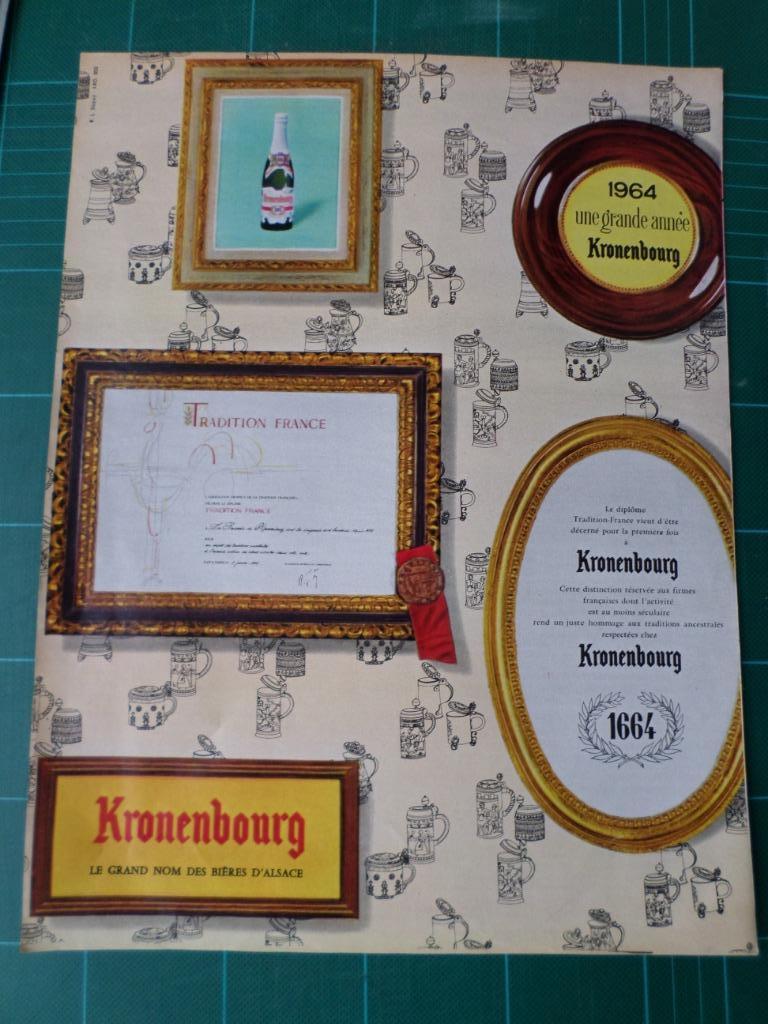 1964
une grande année
Kronenbourg
TRADITION FRANCE
TRADITION FRANCE
Le diplôme
Tradition-France vient d'être
décerné pour la première fois
à
Kronenbourg
Cette distinction réservée aux firmes
françaises dont l'activité
est au moins séculaire
rend un juste hommage aux traditions ancestrales
respectées chez
Kronenbourg
1664
Kronenbourg
LE GRAND NOM DES BIÈRES D'ALSACE